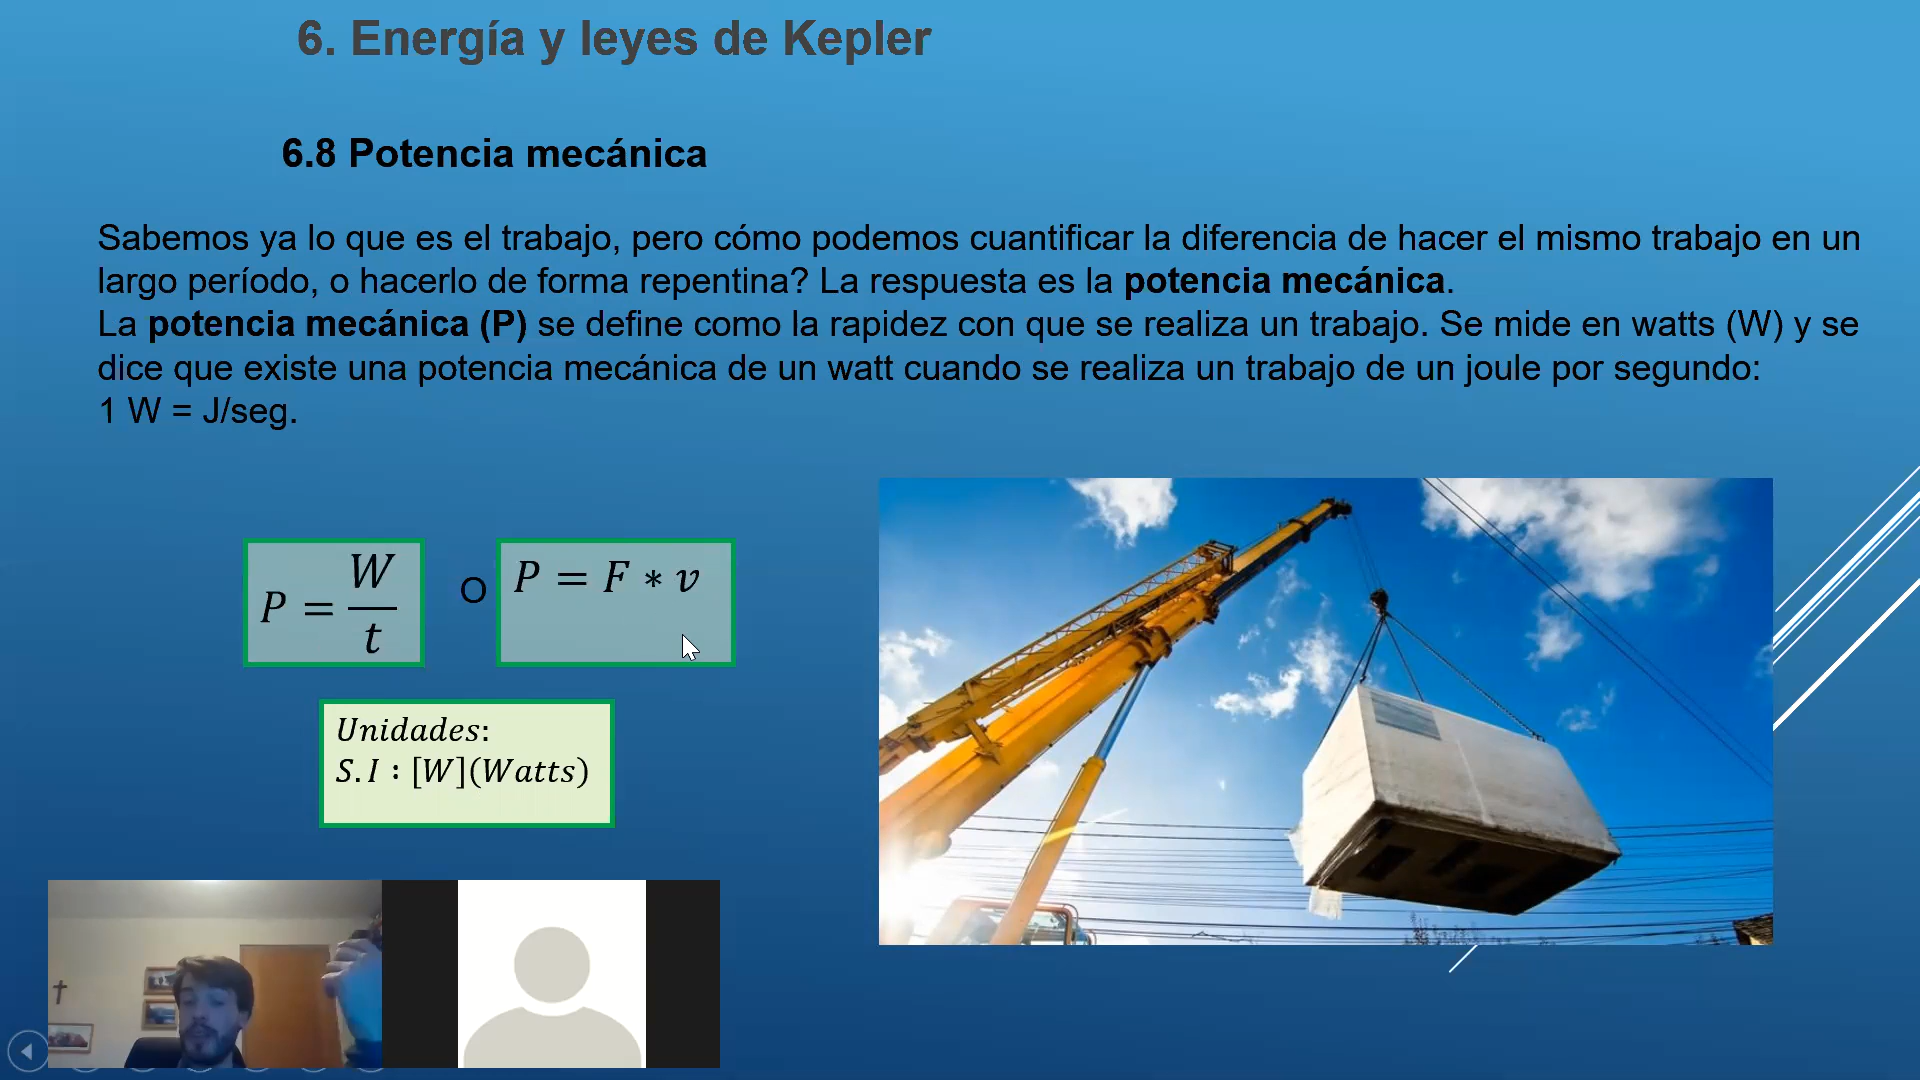 6. Energía y leyes de Kepler
6.8 Potencia mecánica
Sabemos ya lo que es el trabajo, pero cómo podemos cuantificar la diferencia de hacer el mismo trabajo en un
largo período, o hacerlo de forma repentina? La respuesta es la potencia mecánica.
La potencia mecánica (P) se define como la rapidez con que se realiza un trabajo. Se mide en watts (W) y se
dice que existe una potencia mecánica de un watt cuando se realiza un trabajo de un joule por segundo:
1 W = J/seg.
P = W/t O P = F ∗ v
Unidades:
S.I : [W](Watts)